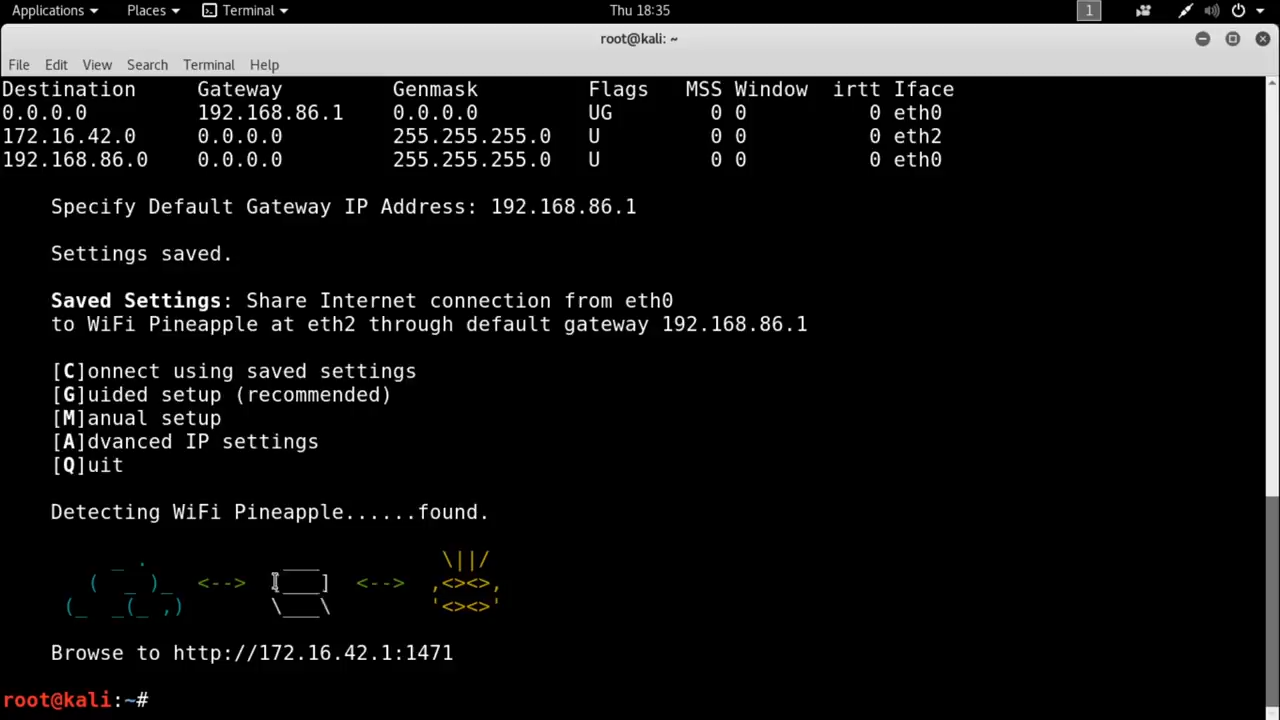 Applications Places Terminal Thu 18:35 1
root@kali: ~
File Edit View Search Terminal Help
Destination Gateway Genmask Flags MSS Window irtt Iface
0.0.0.0 192.168.86.1 0.0.0.0 UG 0 0 0 eth0
172.16.42.0 0.0.0.0 255.255.255.0 U 0 0 0 eth2
192.168.86.0 0.0.0.0 255.255.255.0 U 0 0 0 eth0
Specify Default Gateway IP Address: 192.168.86.1
Settings saved.
Saved Settings: Share Internet connection from eth0
to WiFi Pineapple at eth2 through default gateway 192.168.86.1
[C]onnect using saved settings
[G]uided setup (recommended)
[M]anual setup
[A]dvanced IP settings
[Q]uit
Detecting WiFi Pineapple......found.
_ . ___ \||/
( _ )_ <--> [___] <--> ,<><>,
(_ _(_ ,) \___\ '<><>'
Browse to http://172.16.42.1:1471
root@kali:~#